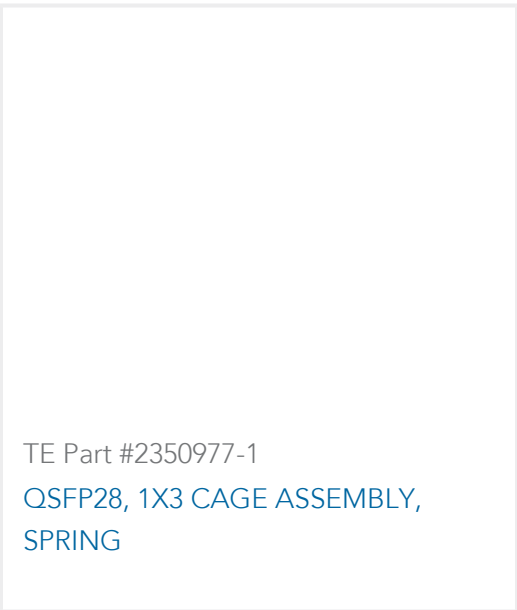 TE Part #2350977-1
QSFP28, 1X3 CAGE ASSEMBLY,
SPRING